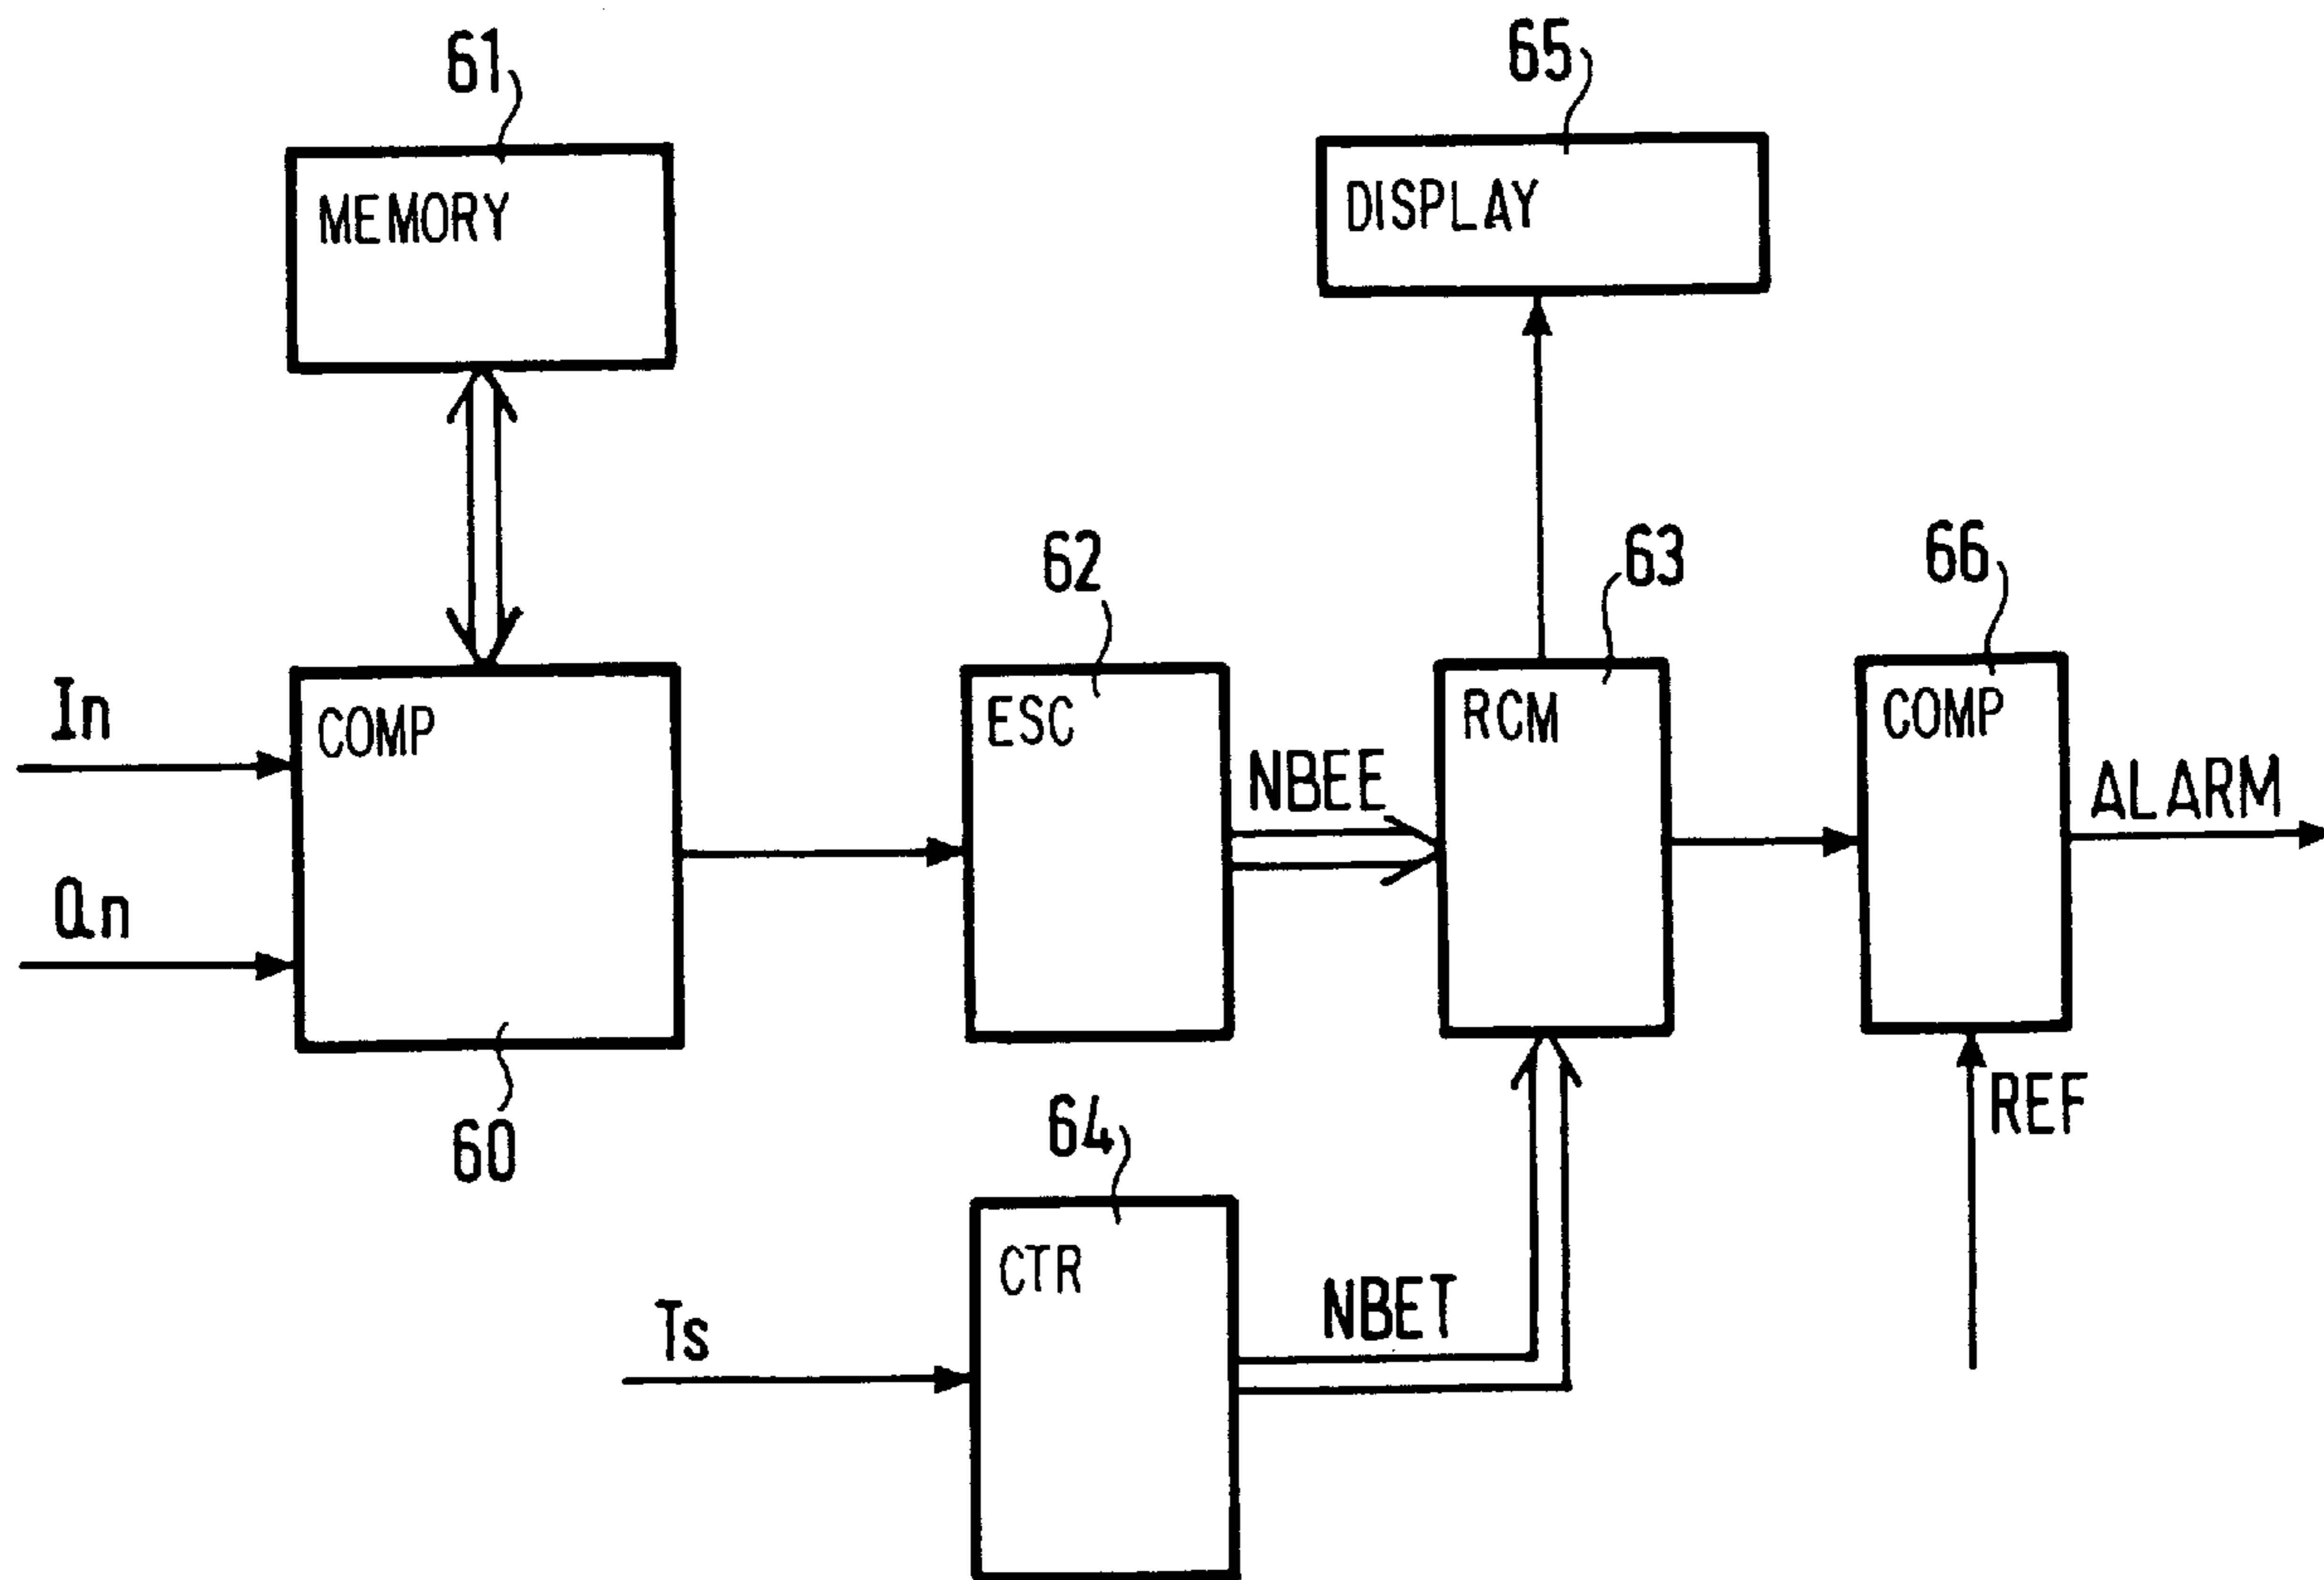 61
65
MEMORY
DISPLAY
62
63
66
In
COMP
ESC
NBEE
RCM
COMP
ALARM
Qn
60
64
REF
CTR
Ts
NBET